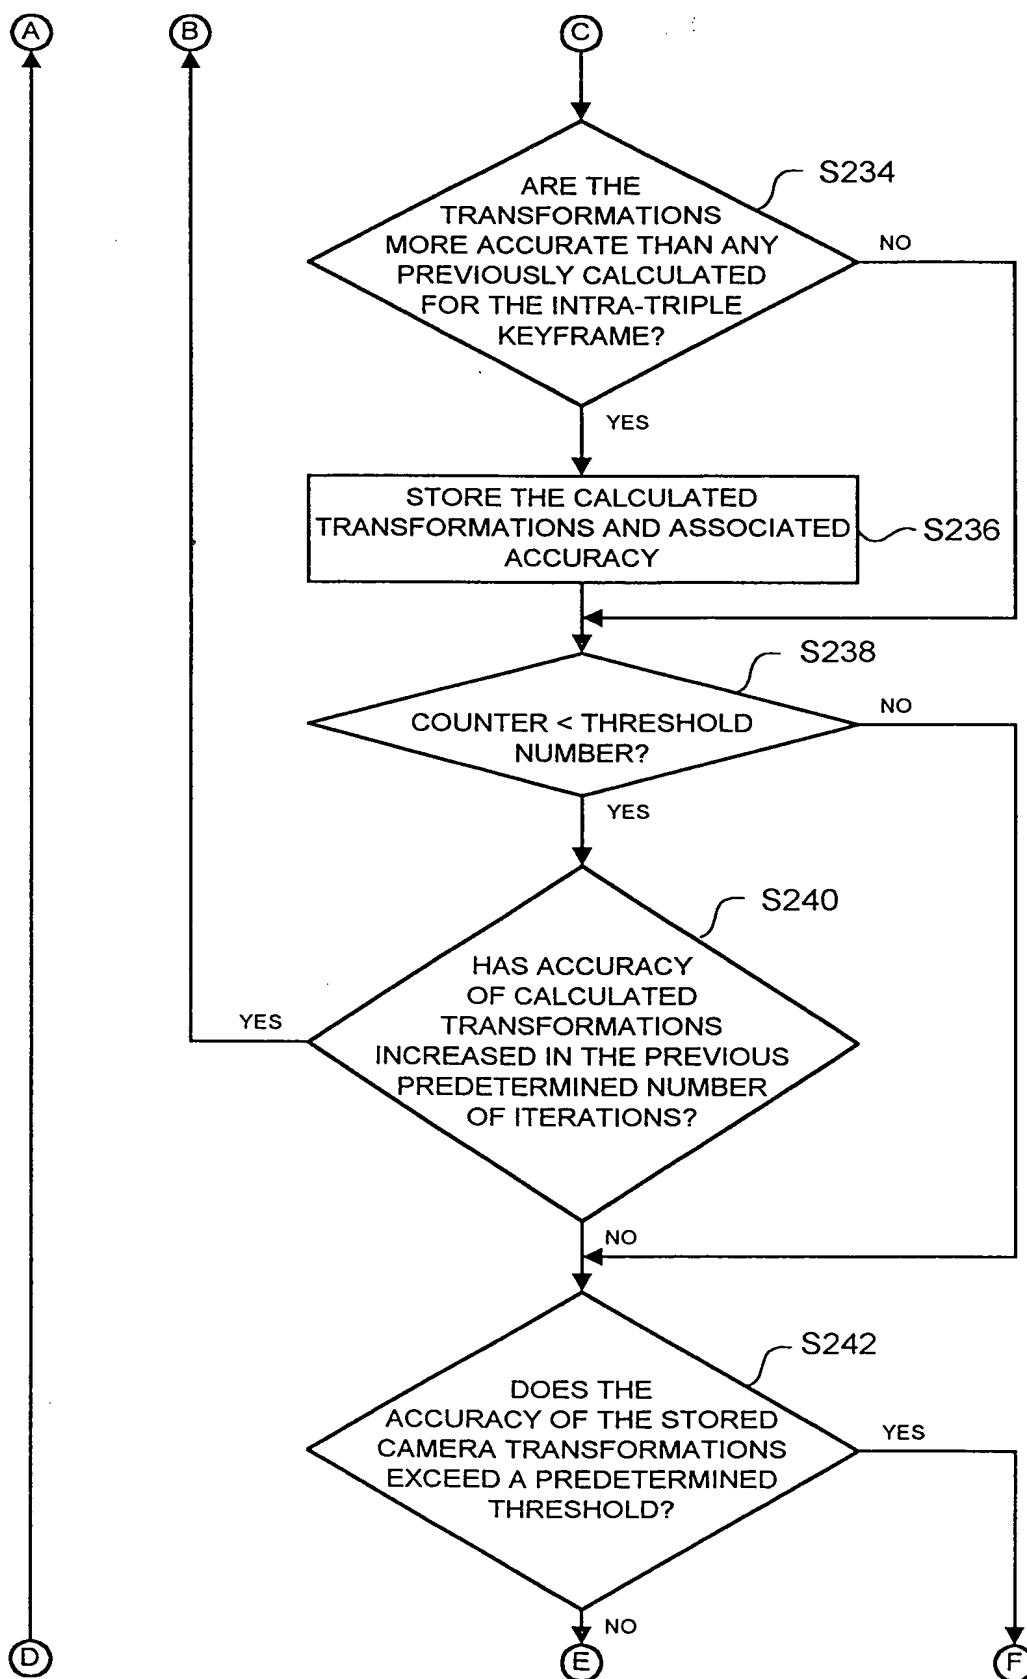 A
B
C
S234
ARE THE
TRANSFORMATIONS
MORE ACCURATE THAN ANY
PREVIOUSLY CALCULATED
FOR THE INTRA-TRIPLE
KEYFRAME?
NO
YES
STORE THE CALCULATED
TRANSFORMATIONS AND ASSOCIATED
ACCURACY
S236
S238
COUNTER < THRESHOLD
NUMBER?
NO
YES
S240
HAS ACCURACY
OF CALCULATED
TRANSFORMATIONS
INCREASED IN THE PREVIOUS
PREDETERMINED NUMBER
OF ITERATIONS?
YES
NO
S242
DOES THE
ACCURACY OF THE STORED
CAMERA TRANSFORMATIONS
EXCEED A PREDETERMINED
THRESHOLD?
YES
NO
D
E
F